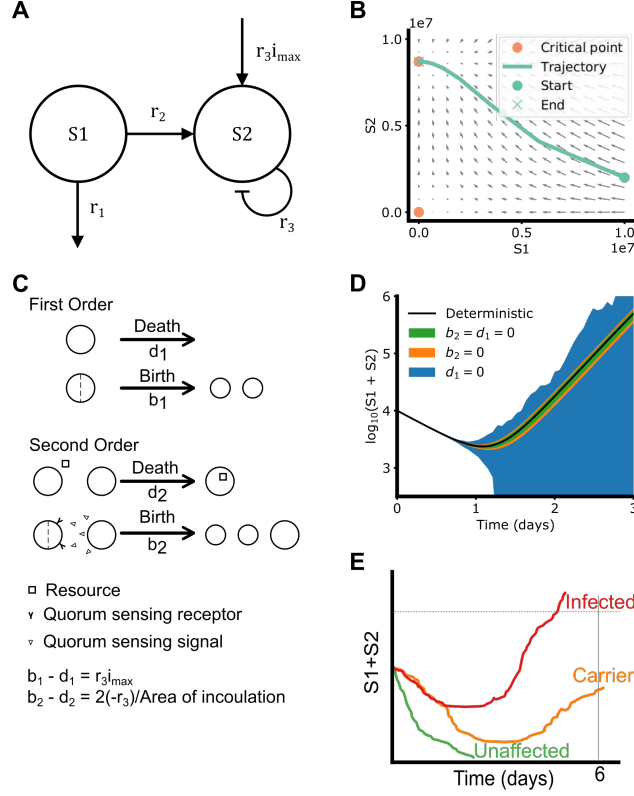 A
r₃iₘₐₓ
S1
r₂
S2
r₁
r₃
B
1e7
1.0
Critical point
Trajectory
Start
End
S2
0.5
0.0
0.0
0.5
1.0
S1
1e7
C
First Order
Death
d₁
Birth
b₁
Second Order
Death
d₂
Birth
b₂
Resource
Quorum sensing receptor
Quorum sensing signal
b₁ - d₁ = r₃iₘₐₓ
b₂ - d₂ = 2(-r₃)/Area of incoulation
D
6
Deterministic
b₂ = d₁ = 0
b₂ = 0
d₁ = 0
5
4
3
log₁₀(S1 + S2)
0
1
2
3
Time (days)
E
Infected
S1+S2
Carrier
Unaffected
Time (days)
6